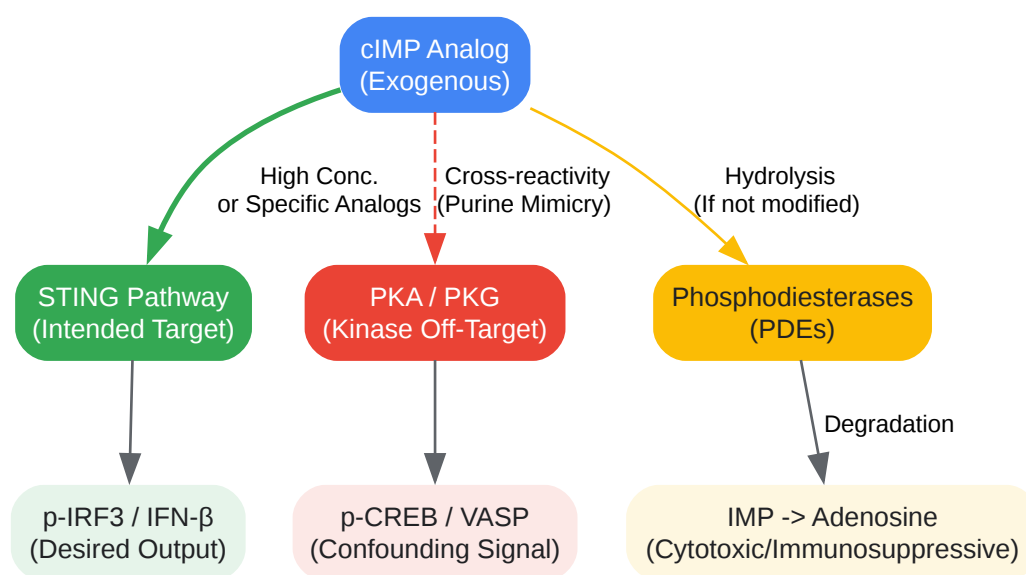 cIMP Analog
(Exogenous)
High Conc.
or Specific Analogs
Cross-reactivity
(Purine Mimicry)
Hydrolysis
(If not modified)
STING Pathway
(Intended Target)
PKA / PKG
(Kinase Off-Target)
Phosphodiesterases
(PDEs)
Degradation
p-IRF3 / IFN-β
(Desired Output)
p-CREB / VASP
(Confounding Signal)
IMP -> Adenosine
(Cytotoxic/Immunosuppressive)